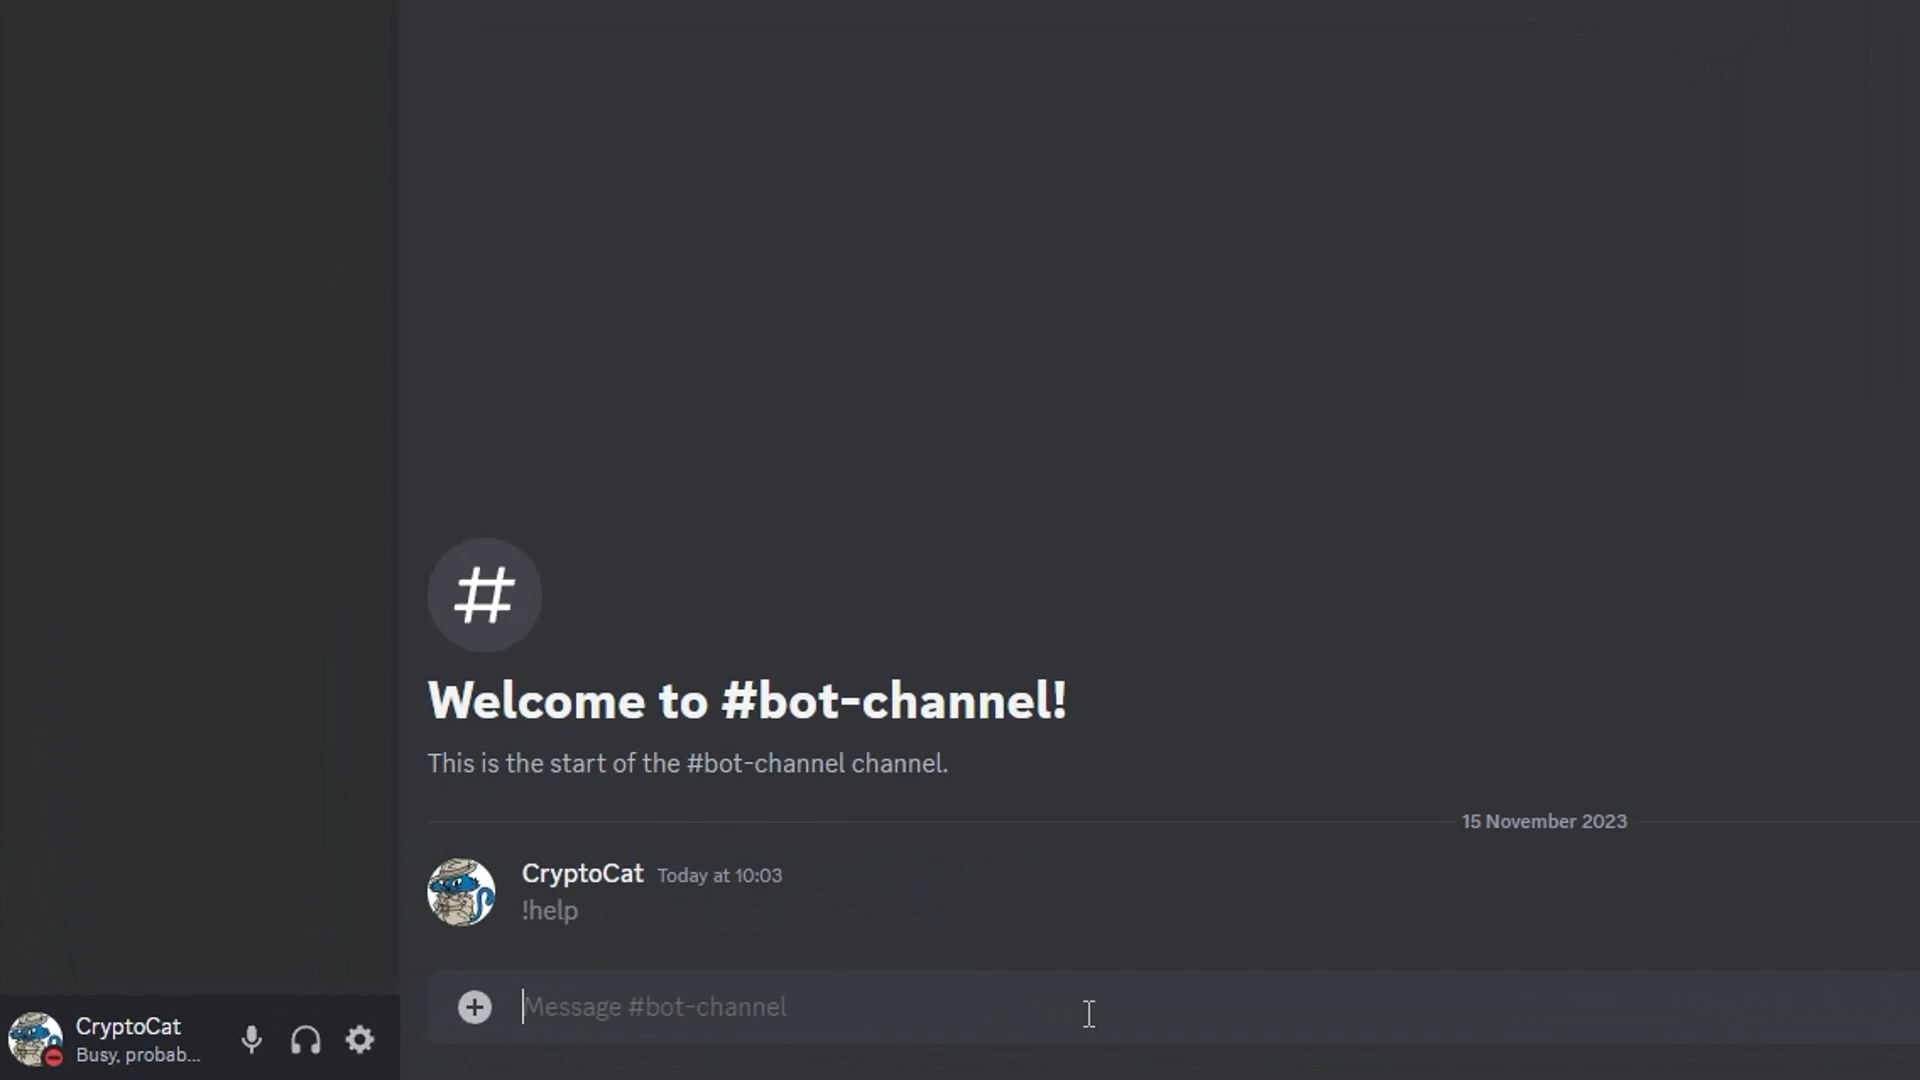 Welcome to #bot-channel!
This is the start of the #bot-channel channel.
15 November 2023
CryptoCat Today at 10:03
!help
Message #bot-channel
CryptoCat
Busy, probab...